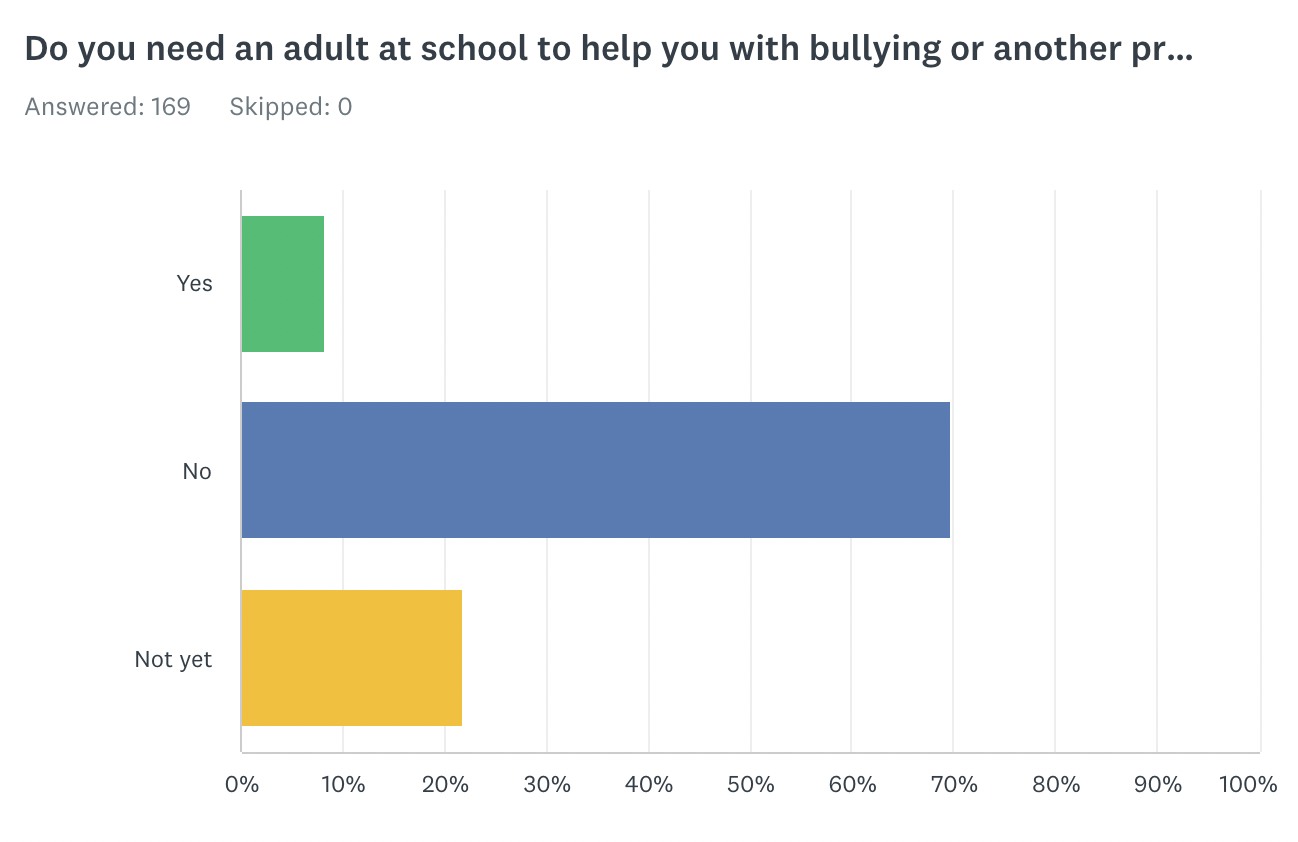 Do you need an adult at school to help you with bullying or another pr...
Answered: 169 Skipped: 0
Yes
No
Not yet
0% 10% 20% 30% 40% 50% 60% 70% 80% 90% 100%